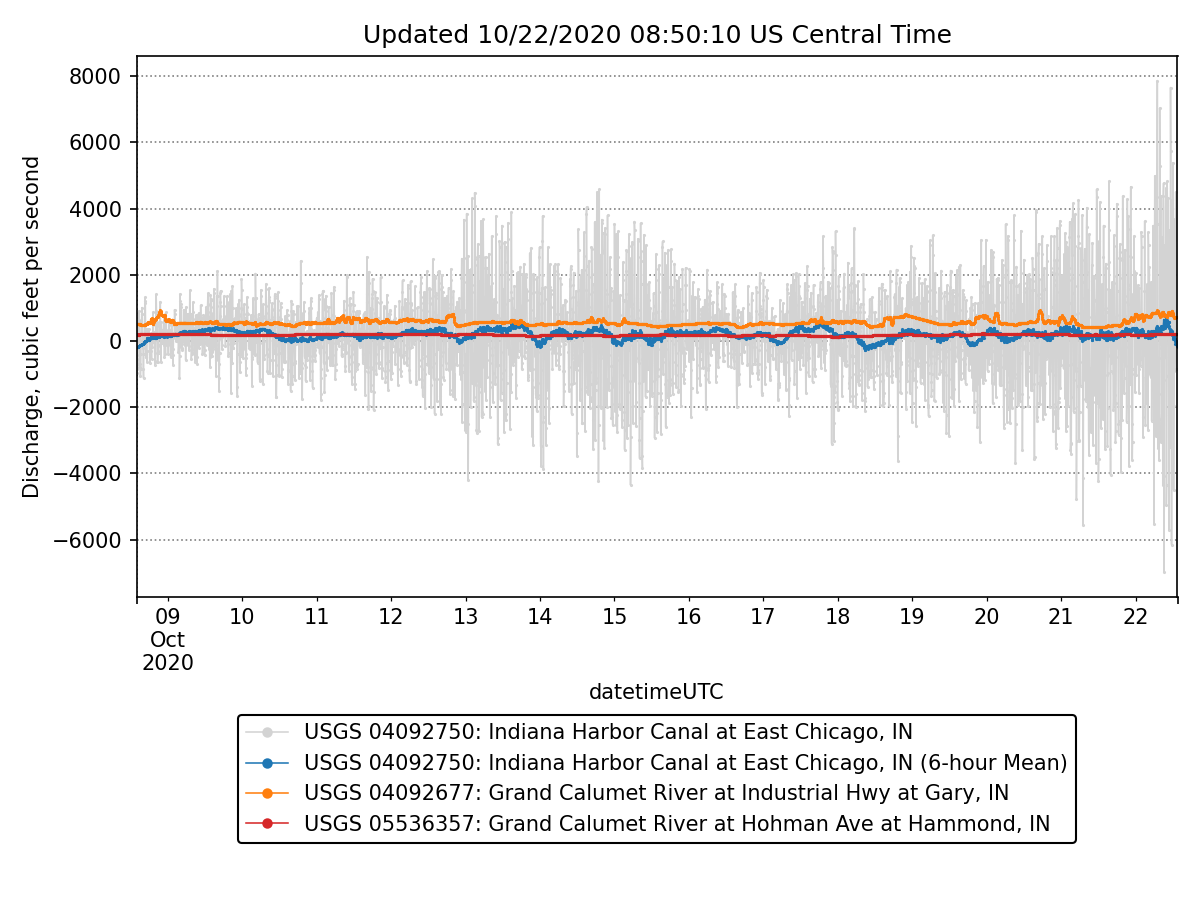 Updated 10/22/2020 08:50:10 US Central Time
Discharge, cubic feet per second
8000
6000
4000
2000
0
−2000
−4000
−6000
09 10 11 12 13 14 15 16 17 18 19 20 21 22
Oct
2020
datetimeUTC
USGS 04092750: Indiana Harbor Canal at East Chicago, IN
USGS 04092750: Indiana Harbor Canal at East Chicago, IN (6-hour Mean)
USGS 04092677: Grand Calumet River at Industrial Hwy at Gary, IN
USGS 05536357: Grand Calumet River at Hohman Ave at Hammond, IN